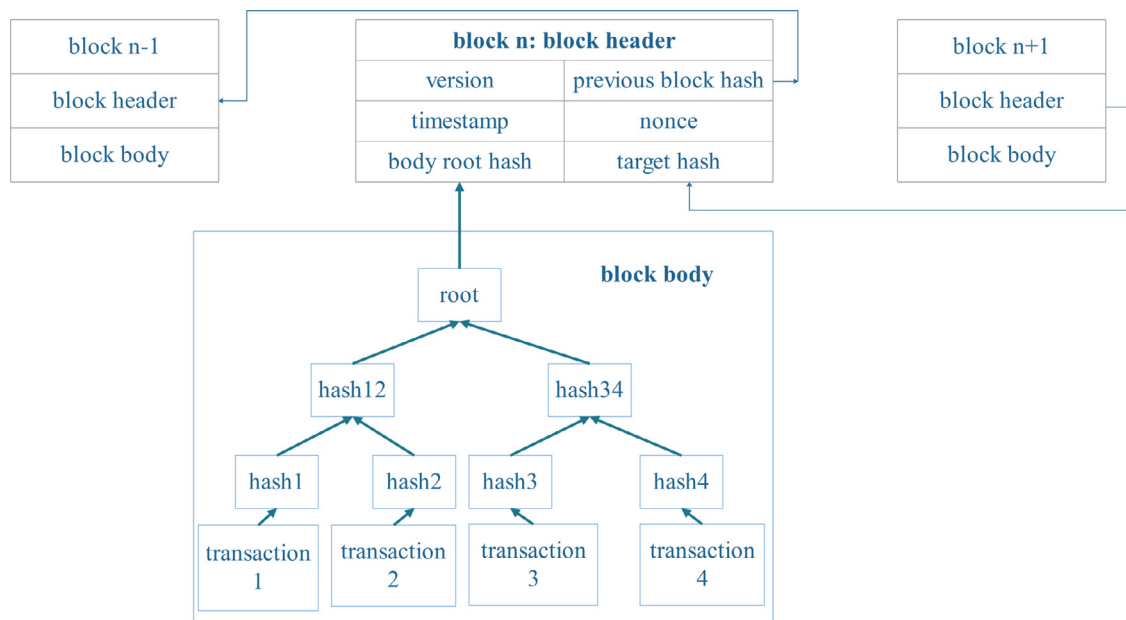 block n-1
block header
block body
block n: block header
version
previous block hash
timestamp
nonce
body root hash
target hash
block n+1
block header
block body
block body
root
hash12
hash34
hash1
hash2
hash3
hash4
transaction
1
transaction
2
transaction
3
transaction
4